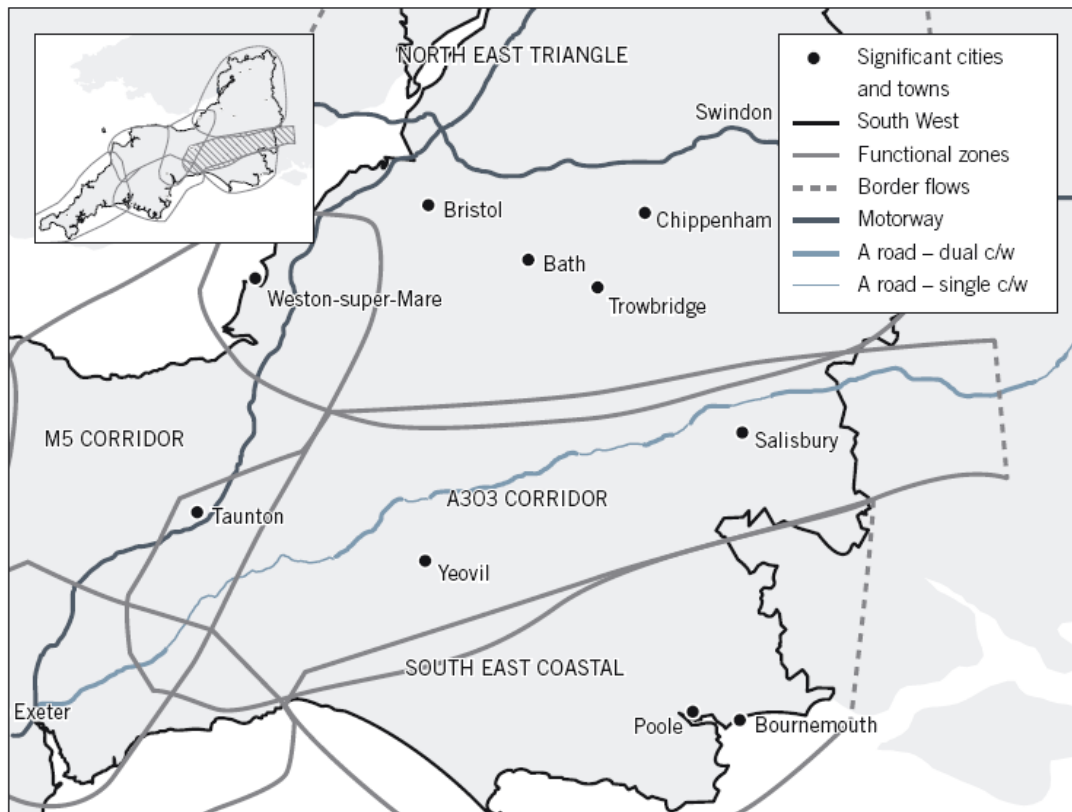 NORTH EAST TRIANGLE
Significant cities
and towns
South West
Functional zones
Border flows
Motorway
A road – dual c/w
A road – single c/w
Swindon
Bristol
Chippenham
Bath
Weston-super-Mare
Trowbridge
M5 CORRIDOR
Salisbury
A303 CORRIDOR
Taunton
Yeovil
SOUTH EAST COASTAL
Exeter
Poole
Bournemouth